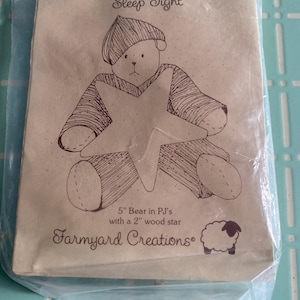 Sleep Tight
5" Bear in PJ's
with a 2" wood star
Farmyard Creations©